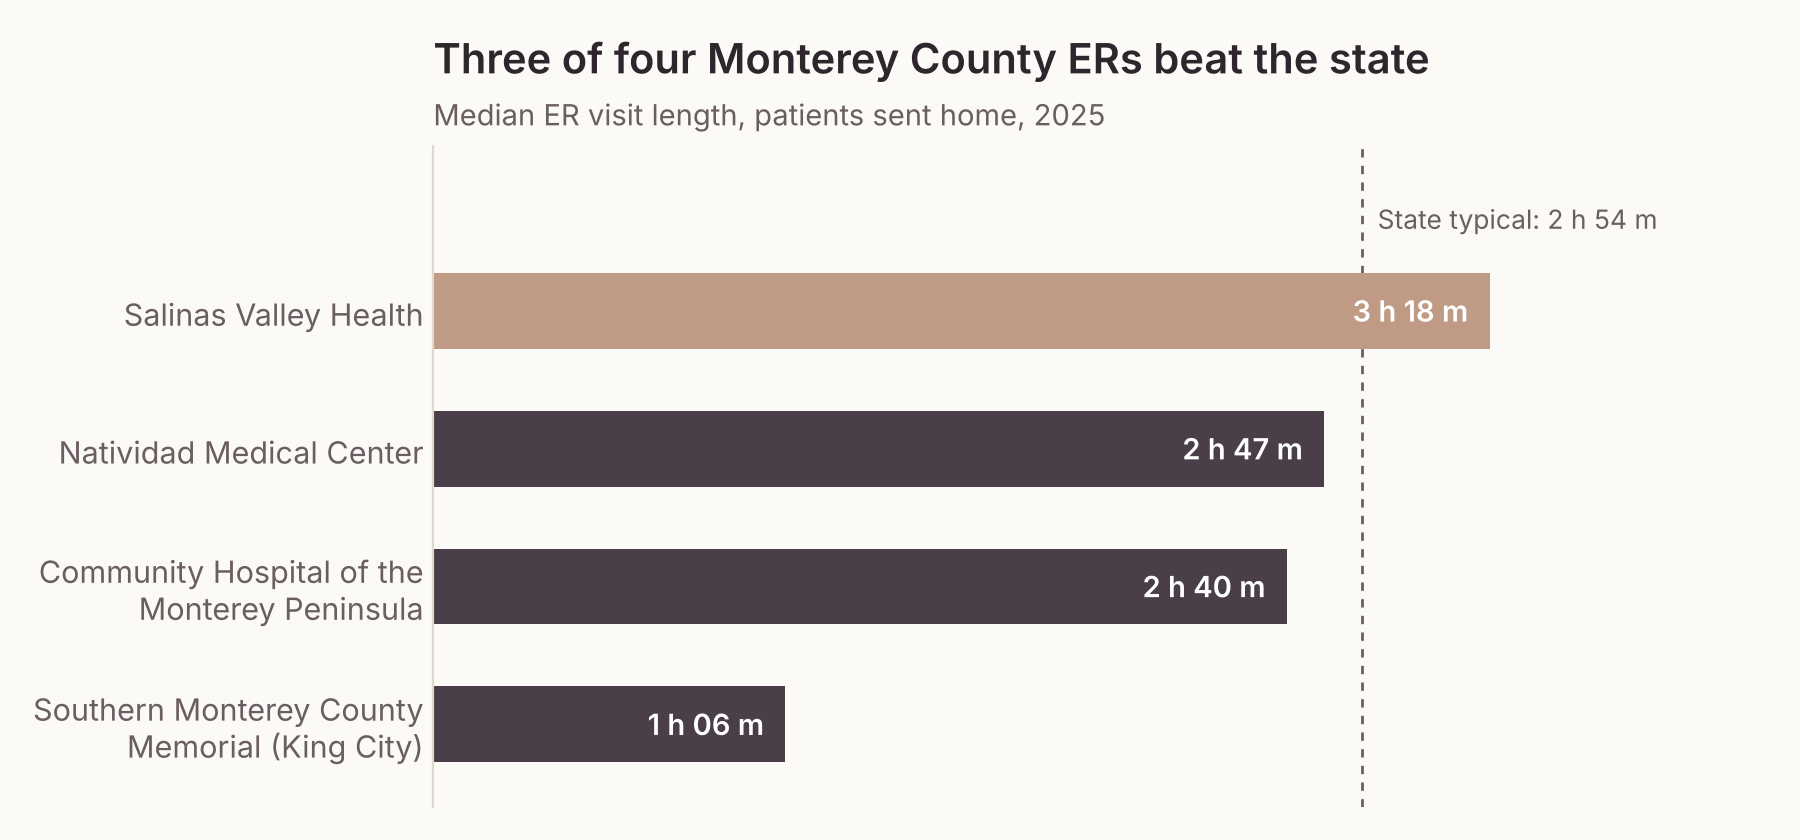 Three of four Monterey County ERs beat the state
Median ER visit length, patients sent home, 2025
State typical: 2 h 54 m
Salinas Valley Health
3 h 18 m
Natividad Medical Center
2 h 47 m
Community Hospital of the
Monterey Peninsula
2 h 40 m
Southern Monterey County
Memorial (King City)
1 h 06 m